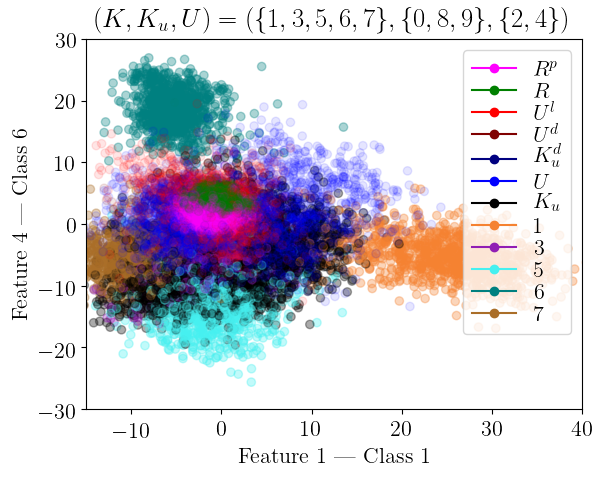 (K, K_u, U) = ({1, 3, 5, 6, 7}, {0, 8, 9}, {2, 4})
30
20
10
0
−10
−20
−30
Feature 4 — Class 6
R^p
R
U^l
U^d
K_u^d
U
K_u
1
3
5
6
7
−10
0
10
20
30
40
Feature 1 — Class 1